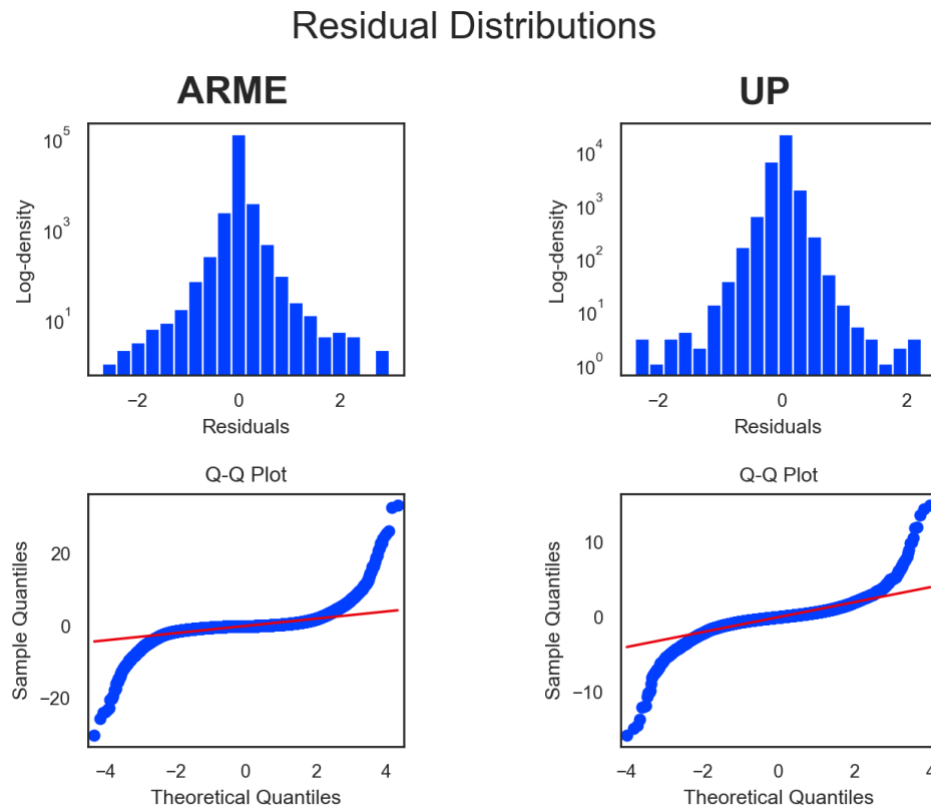 Residual Distributions
ARME
UP
10^5
10^3
10^1
Log-density
−2 0 2
Residuals
10^4
10^3
10^2
10^1
10^0
Log-density
−2 0 2
Residuals
Q-Q Plot
20
0
−20
Sample Quantiles
−4 −2 0 2 4
Theoretical Quantiles
Q-Q Plot
10
0
−10
Sample Quantiles
−4 −2 0 2 4
Theoretical Quantiles